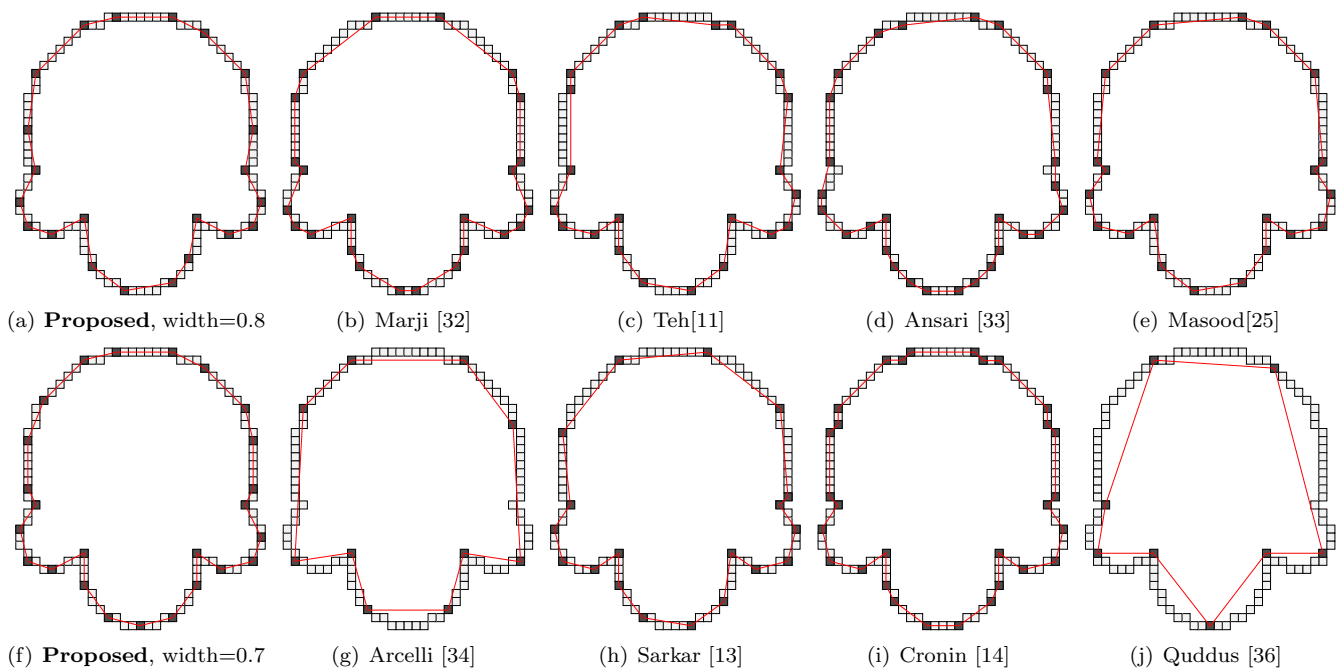 (a) Proposed, width=0.8
(b) Marji [32]
(c) Teh[11]
(d) Ansari [33]
(e) Masood[25]
(f) Proposed, width=0.7
(g) Arcelli [34]
(h) Sarkar [13]
(i) Cronin [14]
(j) Quddus [36]